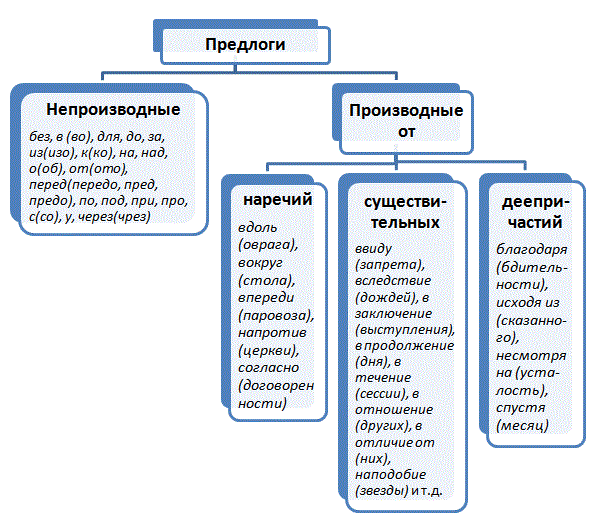 Предлоги
Непроизводные
без, в (во), для, до, за,
из(изо), к(ко), на, над,
о(об), от(ото),
перед(передо, пред,
предо), по, под, при, про,
с(со), у, через(чрез)
Производные
от
наречий
вдоль
(оврага),
вокруг
(стола),
впереди
(паровоза),
напротив
(церкви),
согласно
(договорен
ности)
существи-
тельных
ввиду
(запрета),
вследствие
(дождей), в
заключение
(выступления),
в продолжение
(дня), в
течение
(сессии), в
отношение
(других), в
отличие от
(них),
наподобие
(звезды) и т.д.
деепри-
частий
благодаря
(бдитель-
ности),
исходя из
(сказанно-
го),
несмотря
на (уста-
лость),
спустя
(месяц)